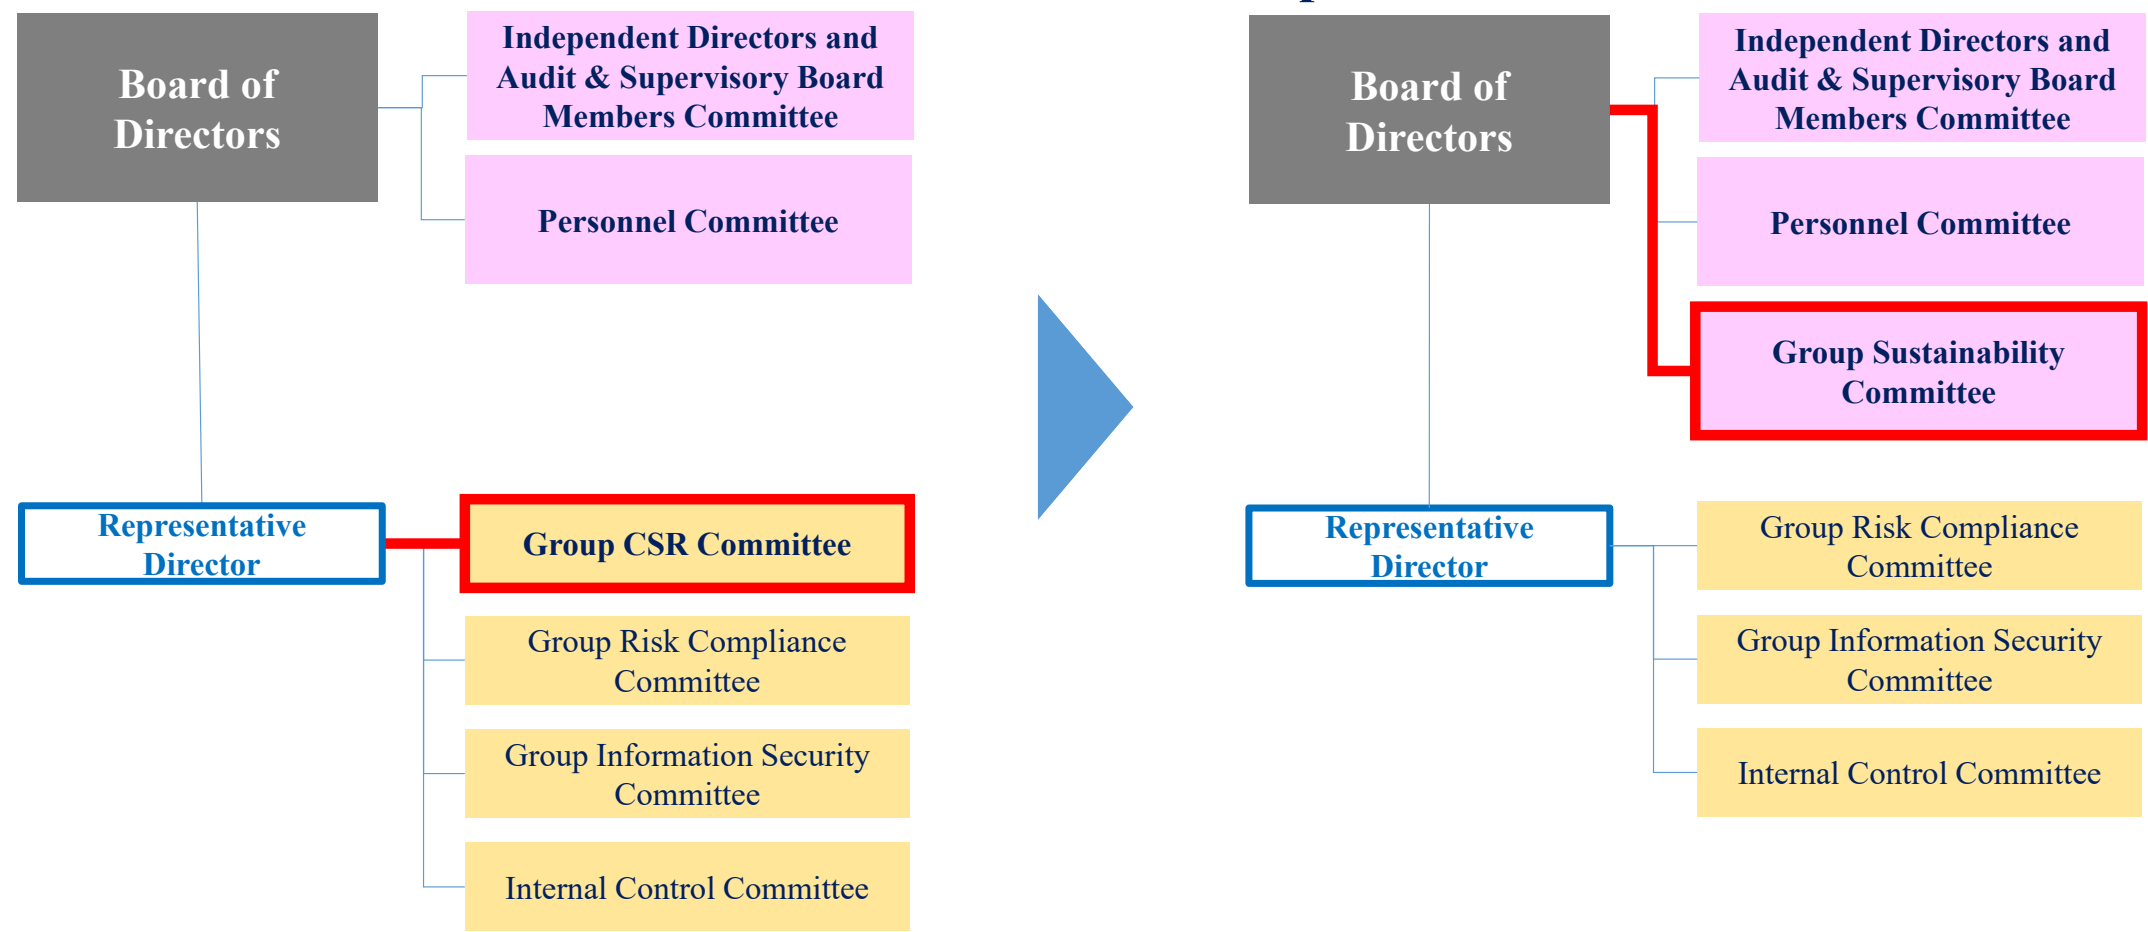 Board of
Directors
Independent Directors and
Audit & Supervisory Board
Members Committee
Personnel Committee
Representative
Director
Group CSR Committee
Group Risk Compliance
Committee
Group Information Security
Committee
Internal Control Committee
Board of
Directors
Independent Directors and
Audit & Supervisory Board
Members Committee
Personnel Committee
Group Sustainability
Committee
Representative
Director
Group Risk Compliance
Committee
Group Information Security
Committee
Internal Control Committee